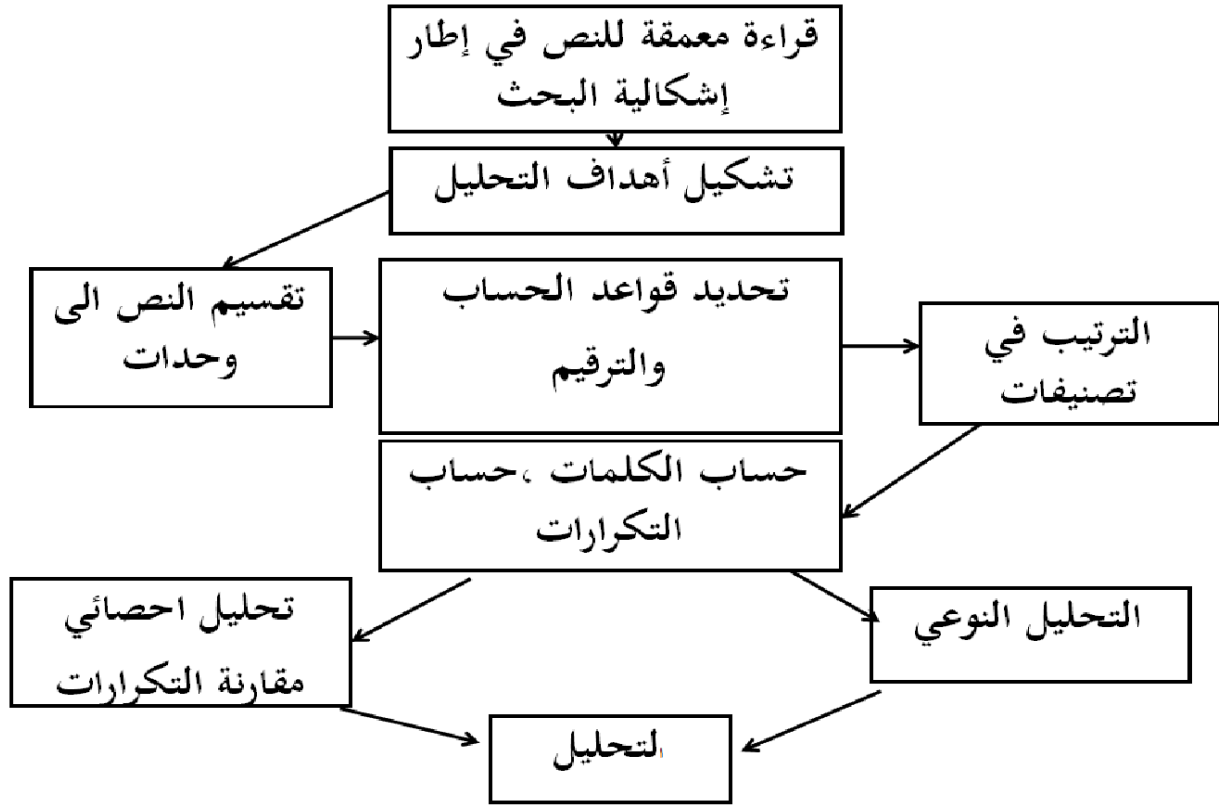 قراءة معمقة للنص في إطار
إشكالية البحث
تشكيل أهداف التحليل
تقسيم النص الى
وحدات
تحديد قواعد الحساب
والترقيم
الترتيب في
تصنيفات
حساب الكلمات ،حساب
التكرارات
التحليل النوعي
تحليل احصائي
مقارنة التكرارات
التحليل